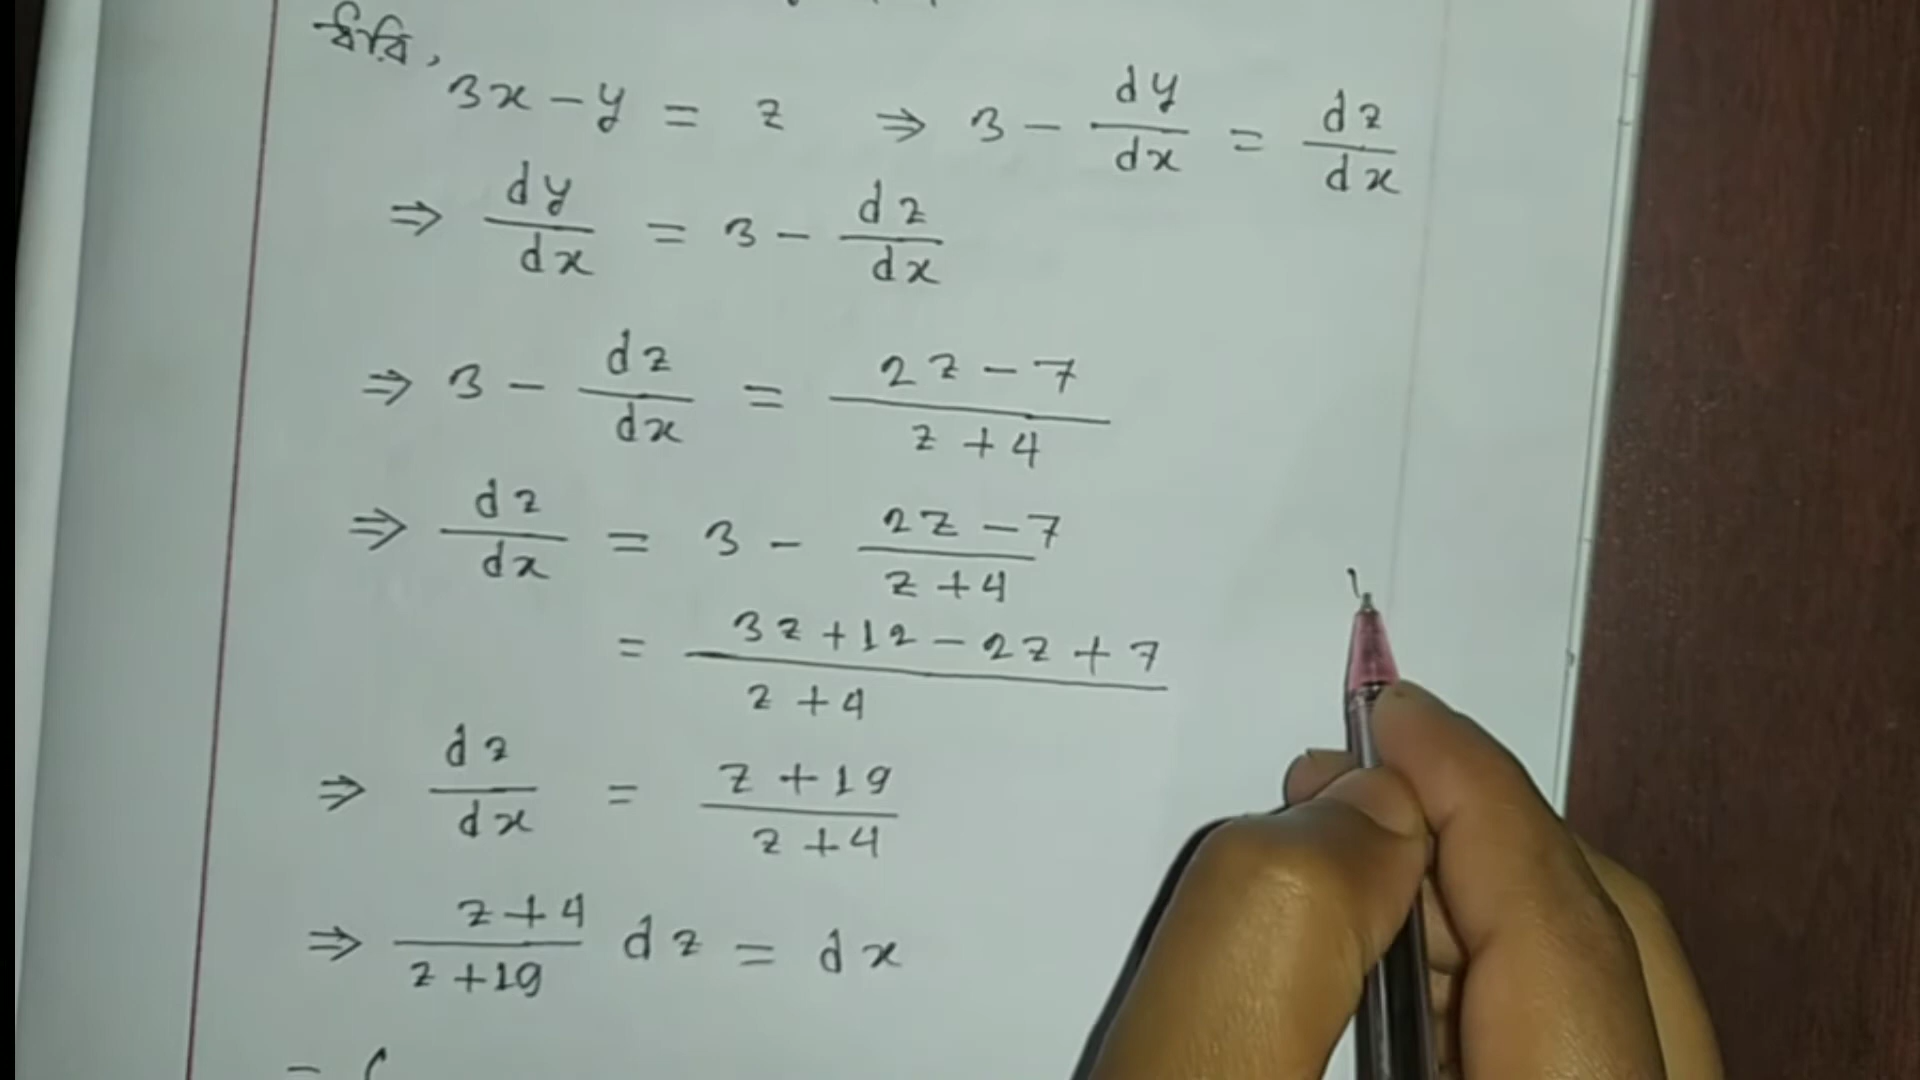 ধরি, 3x - y = z ⇒ 3 - dy/dx = dz/dx
⇒ dy/dx = 3 - dz/dx
⇒ 3 - dz/dx = (2z - 7)/(z + 4)
⇒ dz/dx = 3 - (2z - 7)/(z + 4)
= (3z + 12 - 2z + 7)/(z + 4)
⇒ dz/dx = (z + 19)/(z + 4)
⇒ (z + 4)/(z + 19) dz = dx